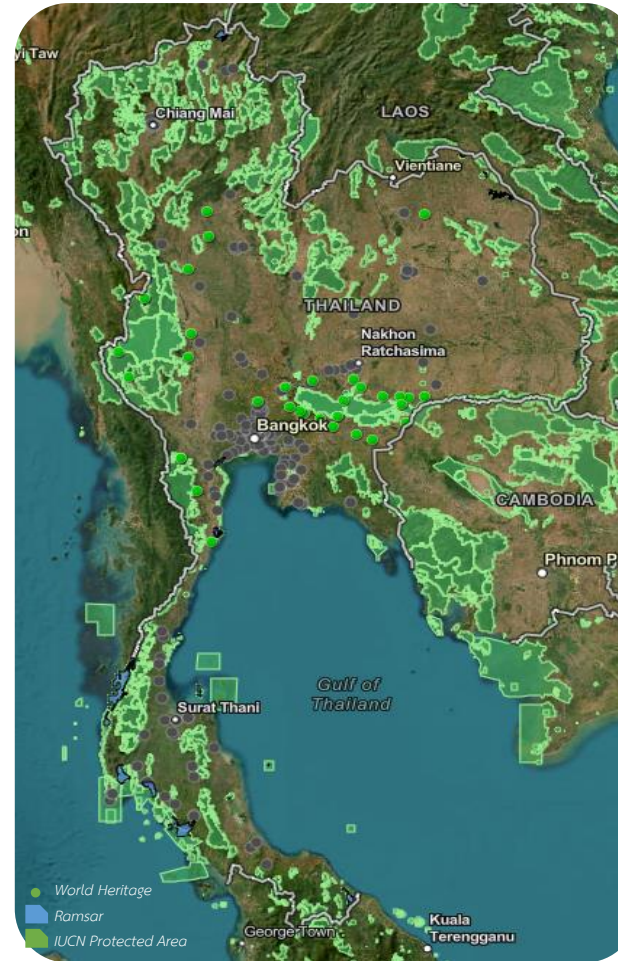 yi Taw
Chiang Mai
LAOS
Vientiane
on
THAILAND
Nakhon
Ratchasima
Bangkok
CAMBODIA
Phnom P
Gulf of
Thailand
Surat Thani
World Heritage
Ramsar
IUCN Protected Area
George Town
Kuala
Terengganu